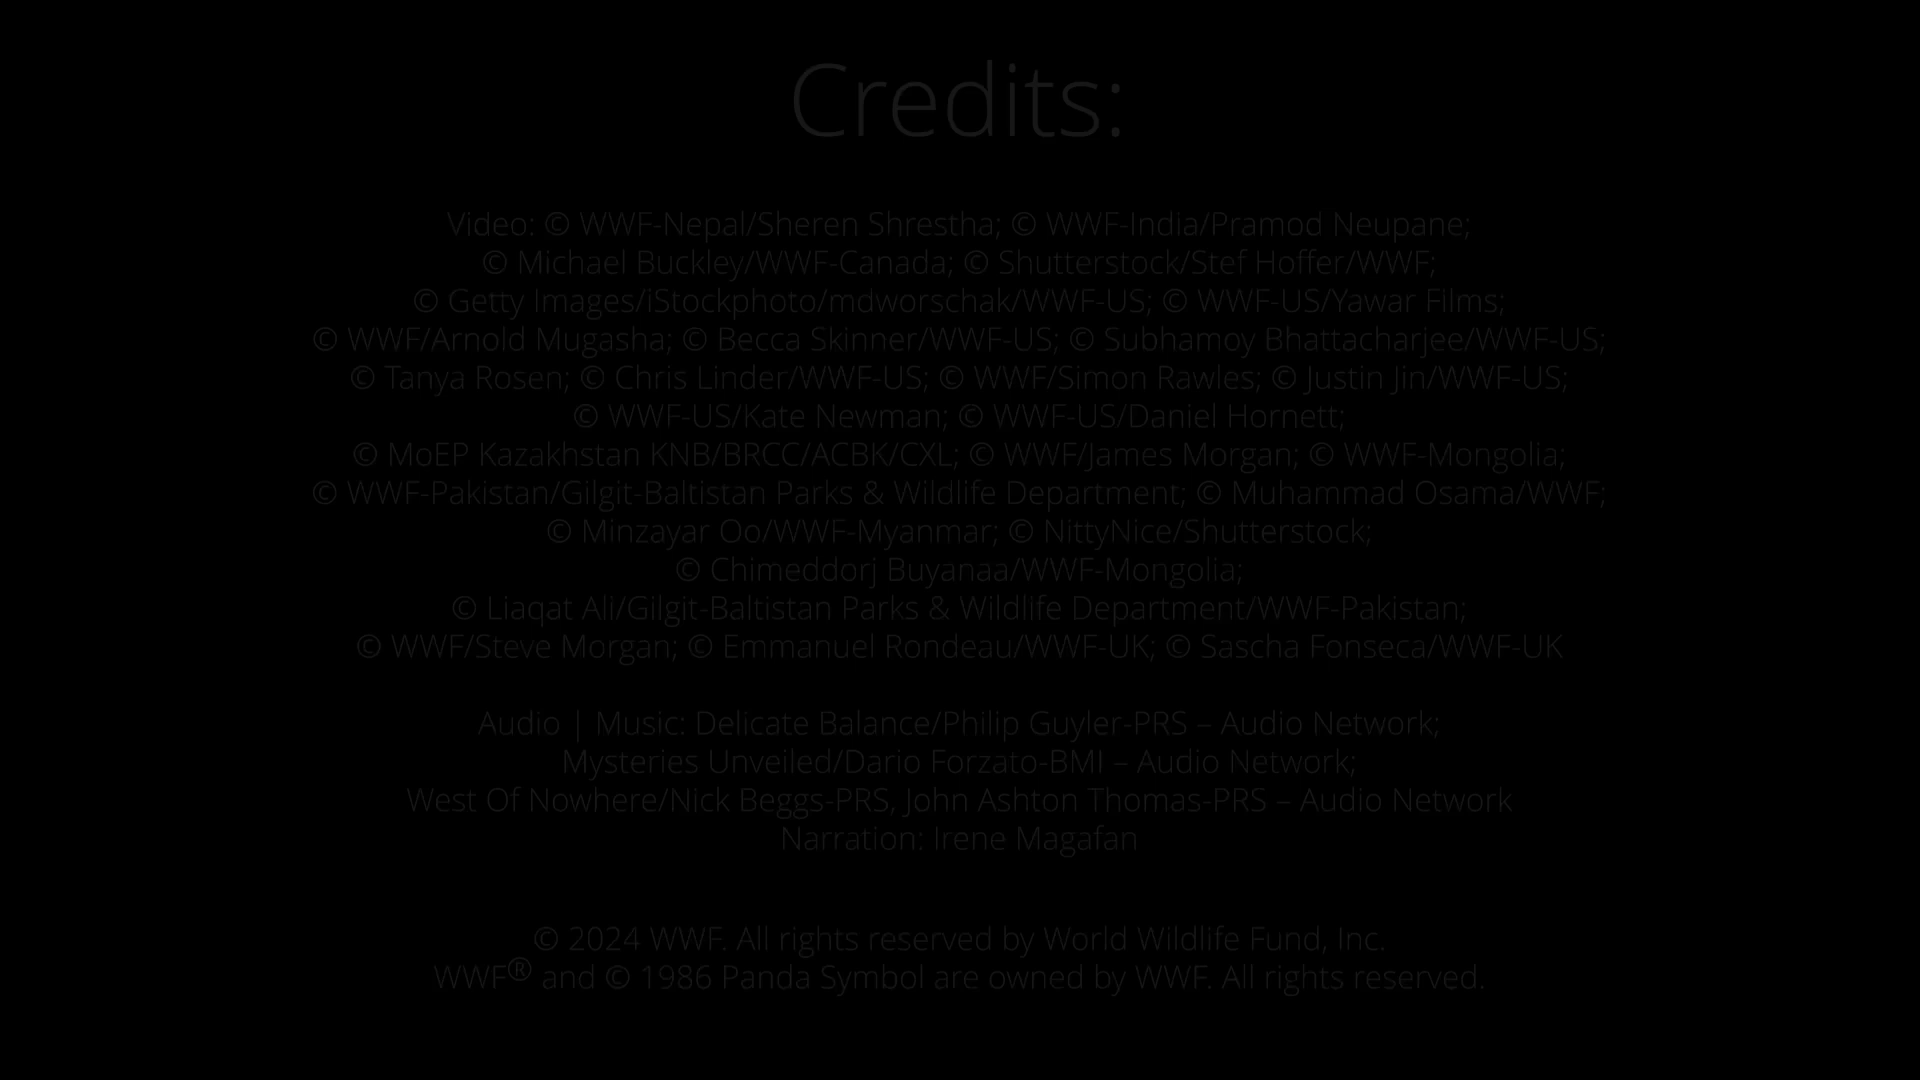 Credits:
Video: © WWF-Nepal/Sheren Shrestha; © WWF-India/Pramod Neupane;
© Michael Buckley/WWF-Canada; © Shutterstock/Stef Hoffer/WWF;
© Getty Images/iStockphoto/mdworschak/WWF-US; © WWF-US/Yawar Films;
© WWF/Arnold Mugasha; © Becca Skinner/WWF-US; © Subhamoy Bhattacharjee/WWF-US;
© Tanya Rosen; © Chris Linder/WWF-US; © WWF/Simon Rawles; © Justin Jin/WWF-US;
© WWF-US/Kate Newman; © WWF-US/Daniel Hornett;
© MoEP Kazakhstan KNB/BRCC/ACBK/CXL; © WWF/James Morgan; © WWF-Mongolia;
© WWF-Pakistan/Gilgit-Baltistan Parks & Wildlife Department; © Muhammad Osama/WWF;
© Minzayar Oo/WWF-Myanmar; © NittyNice/Shutterstock;
© Chimeddorj Buyanaa/WWF-Mongolia;
© Liaqat Ali/Gilgit-Baltistan Parks & Wildlife Department/WWF-Pakistan;
© WWF/Steve Morgan; © Emmanuel Rondeau/WWF-UK; © Sascha Fonseca/WWF-UK
Audio | Music: Delicate Balance/Philip Guyler-PRS – Audio Network;
Mysteries Unveiled/Dario Forzato-BMI – Audio Network;
West Of Nowhere/Nick Beggs-PRS, John Ashton Thomas-PRS – Audio Network
Narration: Irene Magafan
© 2024 WWF. All rights reserved by World Wildlife Fund, Inc.
WWF® and © 1986 Panda Symbol are owned by WWF. All rights reserved.